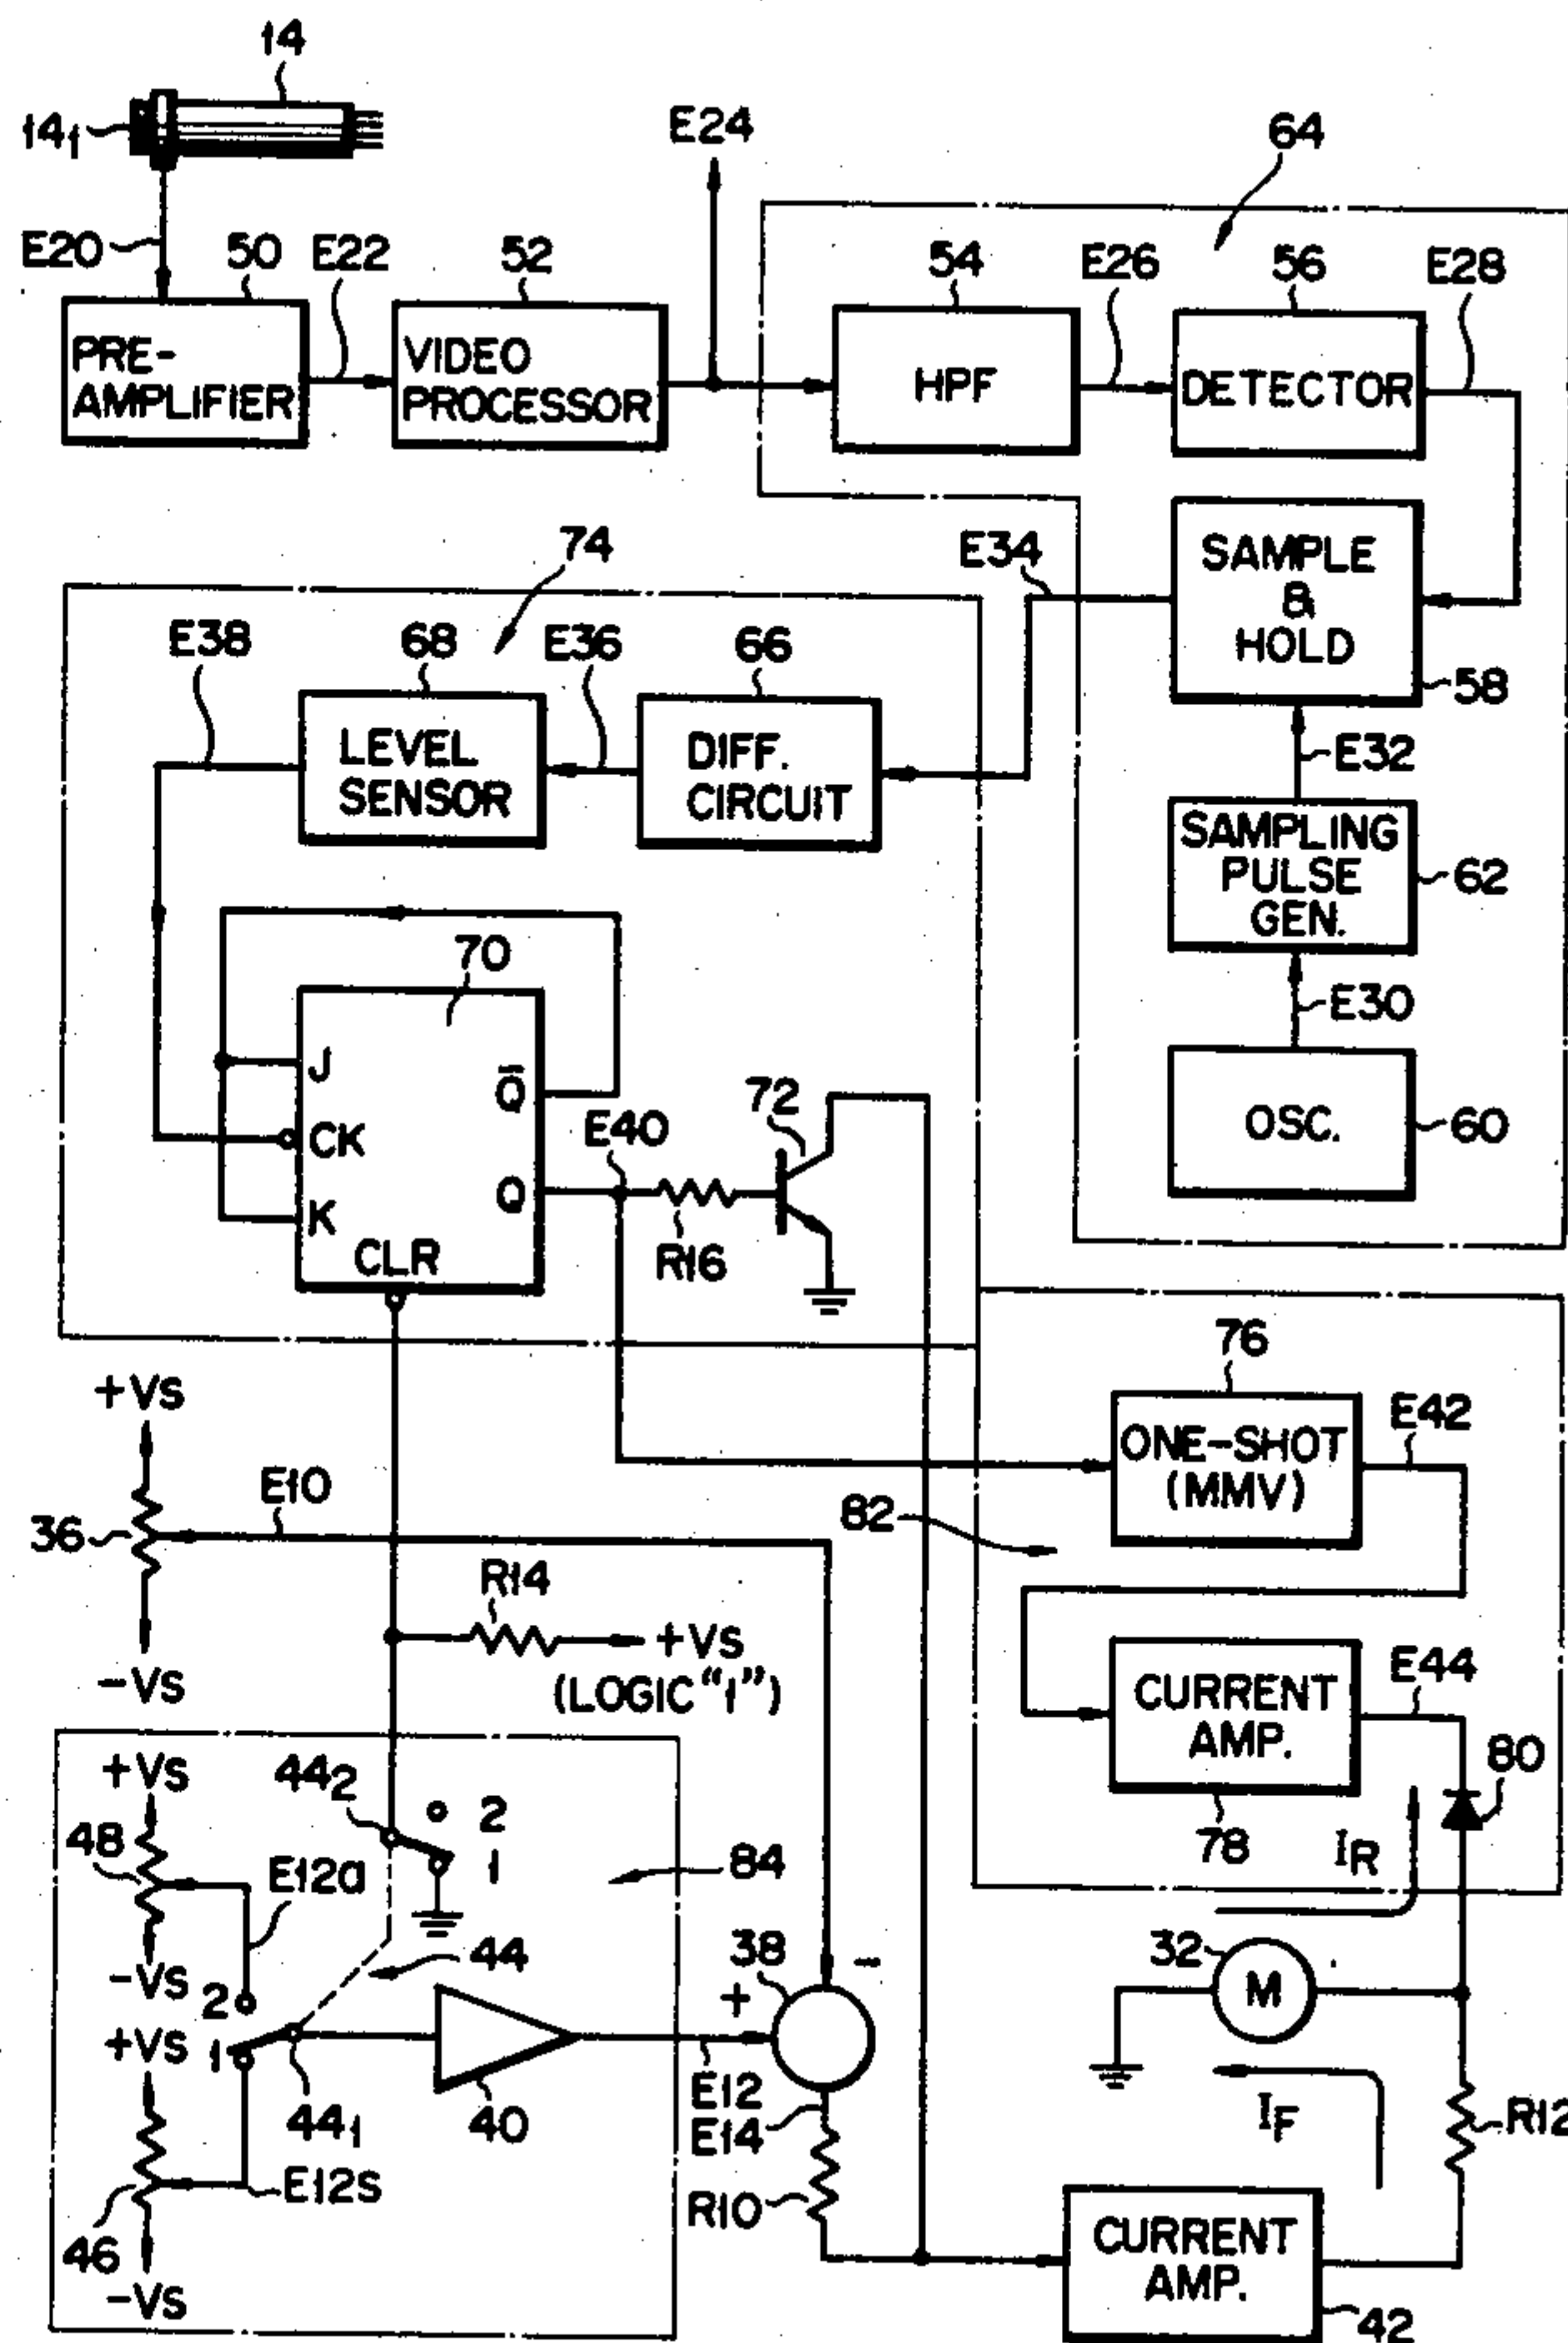 14
14₁
E24
64
E20
50
E22
52
54
E26
56
E28
PRE-
AMPLIFIER
VIDEO
PROCESSOR
HPF
DETECTOR
74
E34
SAMPLE
&
HOLD
58
E38
68
E36
66
LEVEL
SENSOR
DIFF.
CIRCUIT
E32
SAMPLING
PULSE
GEN.
62
70
E30
J
Q̅
72
OSC.
60
CK
E40
Q
K
R16
CLR
76
+VS
E42
ONE-SHOT
(MMV)
E10
36
82
R14
+VS
(LOGIC "1")
-VS
E44
CURRENT
AMP.
80
+VS
44₂
2
1
48
E12a
84
78
IR
-VS
44
38
-
32
M
2
+
+VS
1
E12
E14
44₁
40
IF
R12
E12S
R10
46
CURRENT
AMP.
-VS
42